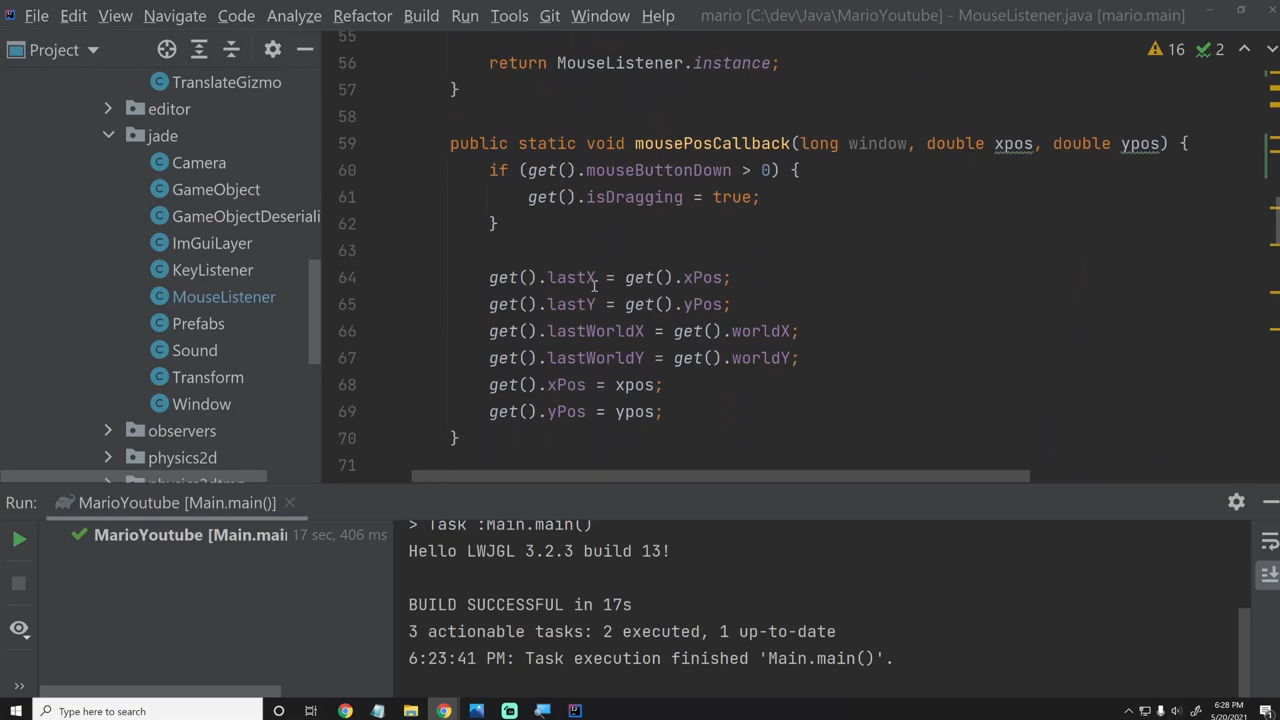 File Edit View Navigate Code Analyze Refactor Build Run Tools Git Window Help mario [C:\dev\Java\MarioYoutube] - MouseListener.java [mario.main]
Project
TranslateGizmo
editor
jade
Camera
GameObject
GameObjectDeseriali
ImGuiLayer
KeyListener
MouseListener
Prefabs
Sound
Transform
Window
observers
physics2d
16 2
55
56 return MouseListener.instance;
57 }
58
59 public static void mousePosCallback(long window, double xpos, double ypos) {
60 if (get().mouseButtonDown > 0) {
61 get().isDragging = true;
62 }
63
64 get().lastX = get().xPos;
65 get().lastY = get().yPos;
66 get().lastWorldX = get().worldX;
67 get().lastWorldY = get().worldY;
68 get().xPos = xpos;
69 get().yPos = ypos;
70 }
71
Run: MarioYoutube [Main.main()]
MarioYoutube [Main.mai 17 sec, 406 ms
> Task :Main.main()
Hello LWJGL 3.2.3 build 13!
BUILD SUCCESSFUL in 17s
3 actionable tasks: 2 executed, 1 up-to-date
6:23:41 PM: Task execution finished 'Main.main()'.
Type here to search
6:28 PM
5/20/2021